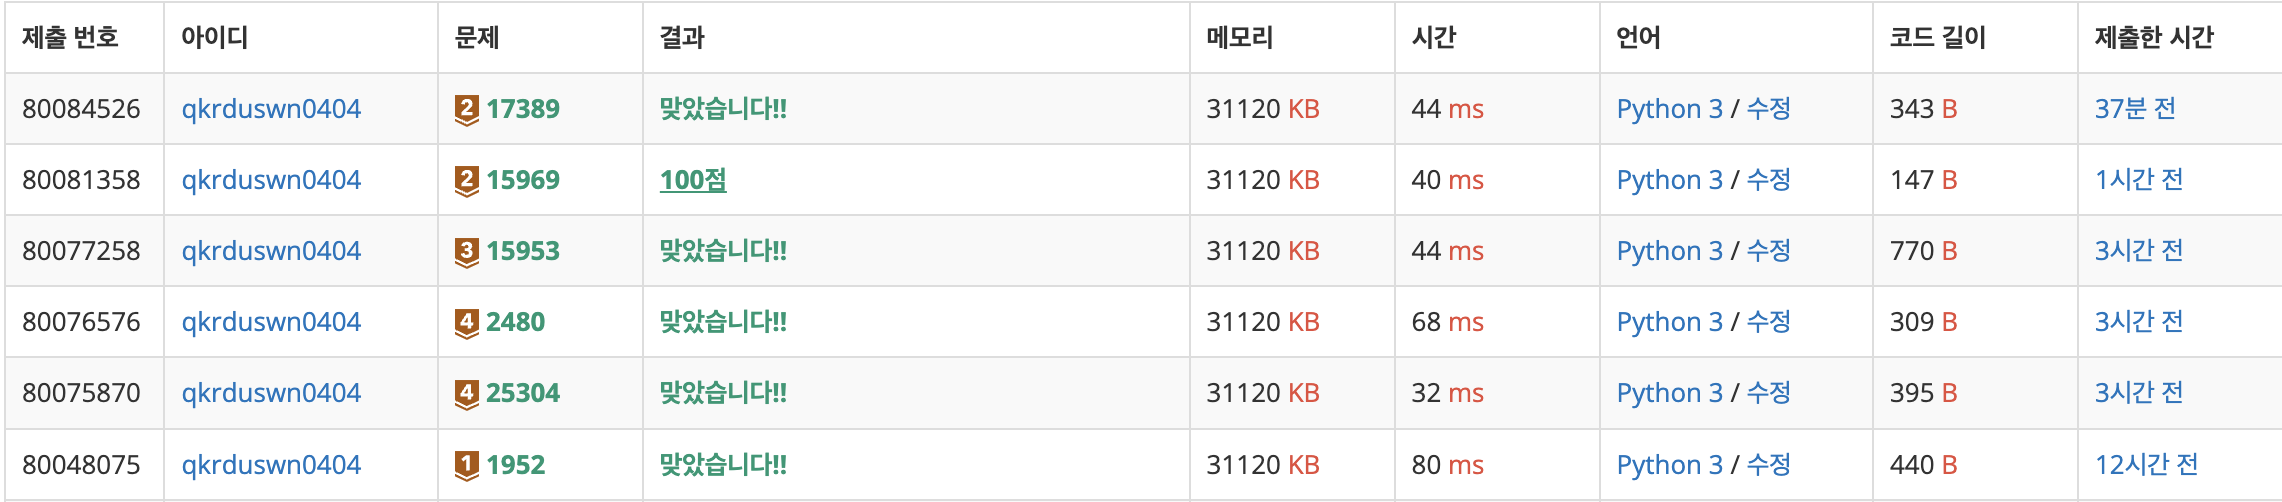 제출 번호 아이디 문제 결과 메모리 시간 언어 코드 길이 제출한 시간
80084526 qkrduswn0404 2 17389 맞았습니다!! 31120 KB 44 ms Python 3 / 수정 343 B 37분 전
80081358 qkrduswn0404 2 15969 100점 31120 KB 40 ms Python 3 / 수정 147 B 1시간 전
80077258 qkrduswn0404 3 15953 맞았습니다!! 31120 KB 44 ms Python 3 / 수정 770 B 3시간 전
80076576 qkrduswn0404 4 2480 맞았습니다!! 31120 KB 68 ms Python 3 / 수정 309 B 3시간 전
80075870 qkrduswn0404 4 25304 맞았습니다!! 31120 KB 32 ms Python 3 / 수정 395 B 3시간 전
80048075 qkrduswn0404 1 1952 맞았습니다!! 31120 KB 80 ms Python 3 / 수정 440 B 12시간 전